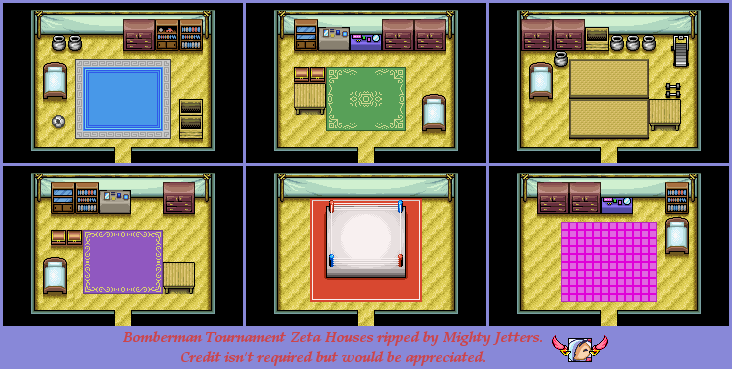 Bomberman Tournament Zeta Houses ripped by Mighty Jetters.
Credit isn't required but would be appreciated.